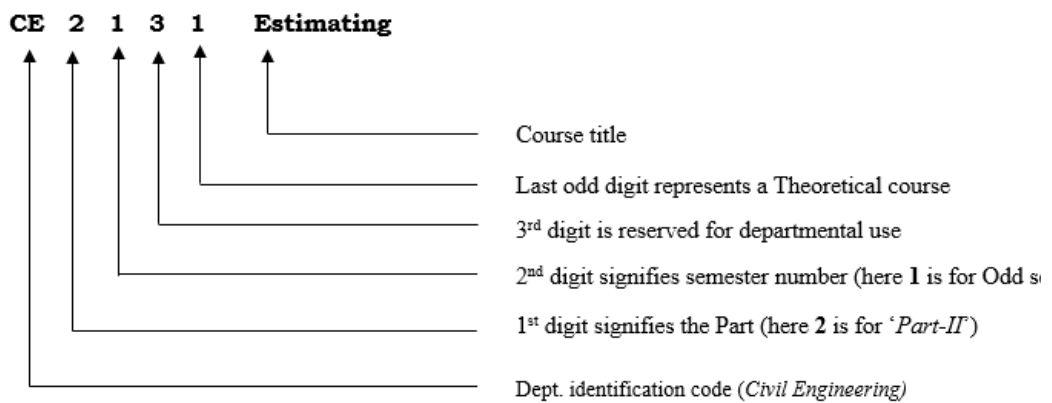 CE 2 1 3 1 Estimating
Course title
Last odd digit represents a Theoretical course
3rd digit is reserved for departmental use
2nd digit signifies semester number (here 1 is for Odd se
1st digit signifies the Part (here 2 is for ‘Part-II’)
Dept. identification code (Civil Engineering)